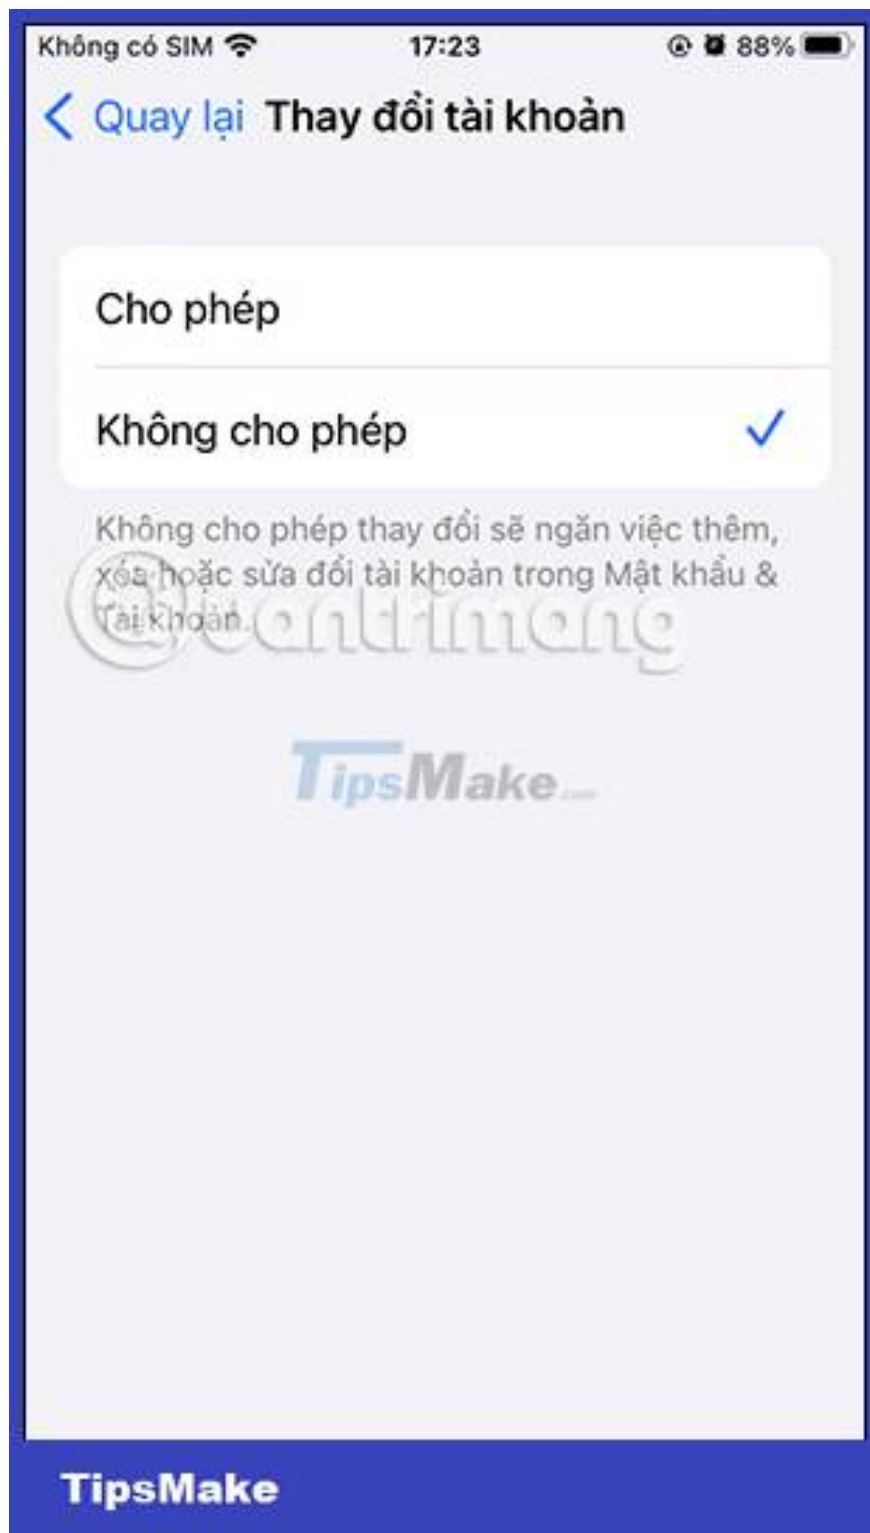 Không có SIM 17:23 88%
Quay lại Thay đổi tài khoản
Cho phép
Không cho phép
Không cho phép thay đổi sẽ ngăn việc thêm,
xóa hoặc sửa đổi tài khoản trong Mật khẩu &
Tài khoản.
Quantrimang
TipsMake.com
TipsMake